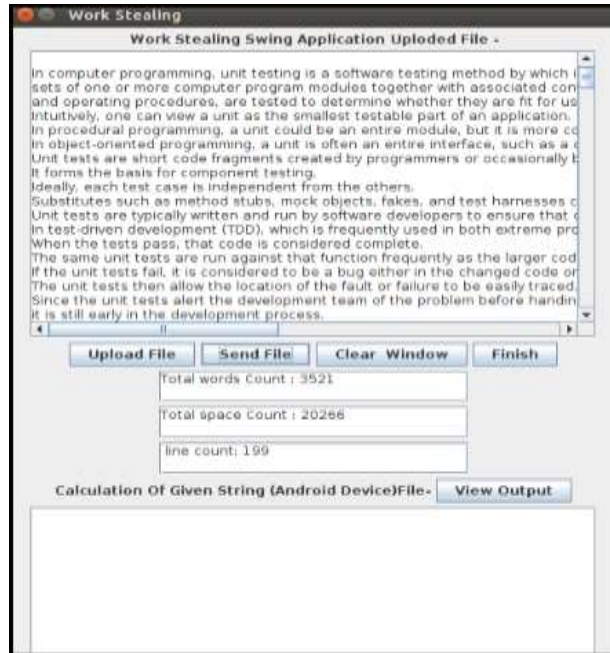 Work Stealing
Work Stealing Swing Application Uploded File -
In computer programming, unit testing is a software testing method by which
sets of one or more computer program modules together with associated con
and operating procedures, are tested to determine whether they are fit for us
Intuitively, one can view a unit as the smallest testable part of an application.
In procedural programming, a unit could be an entire module, but it is more co
In object-oriented programming, a unit is often an entire interface, such as a
Unit tests are short code fragments created by programmers or occasionally b
It forms the basis for component testing.
Ideally, each test case is independent from the others.
Substitutes such as method stubs, mock objects, fakes, and test harnesses c
Unit tests are typically written and run by software developers to ensure that
In test-driven development (TDD), which is frequently used in both extreme pro
When the tests pass, that code is considered complete.
The same unit tests are run against that function frequently as the larger cod
If the unit tests fail, it is considered to be a bug either in the changed code or
The unit tests then allow the location of the fault or failure to be easily traced.
Since the unit tests alert the development team of the problem before handin
it is still early in the development process.
Upload File Send File Clear Window Finish
Total words Count : 3521
Total space Count : 20266
line count: 199
Calculation Of Given String (Android Device)File- View Output